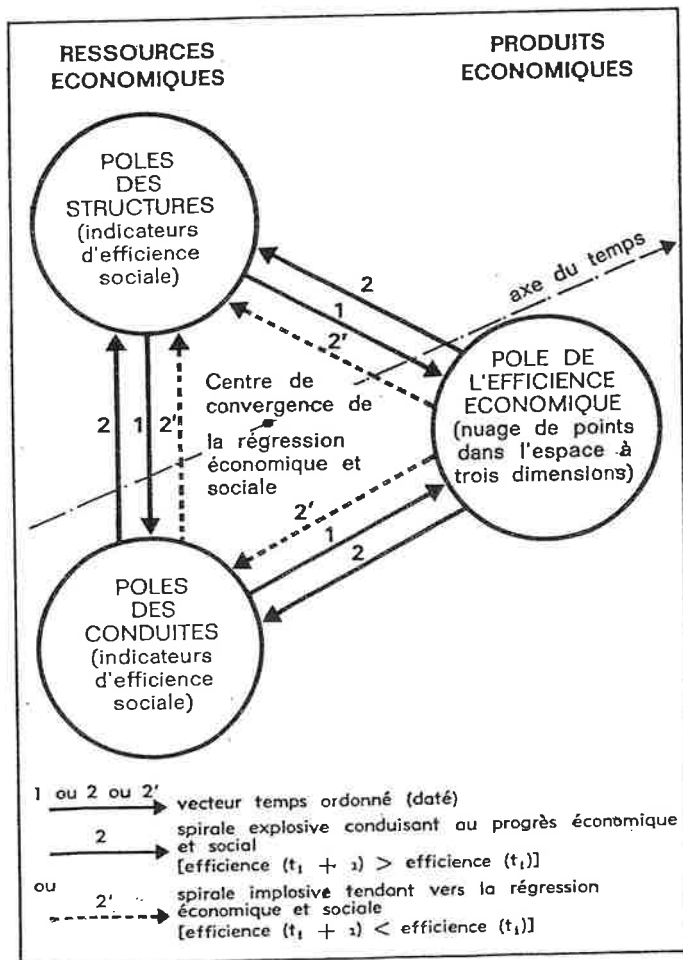 RESSOURCES
ECONOMIQUES
PRODUITS
ECONOMIQUES
POLES
DES
STRUCTURES
(indicateurs
d'efficience
sociale)
axe du temps
2
1
2'
2
1
2'
Centre de
convergence de
la régression
économique et
sociale
POLE DE
L'EFFICIENCE
ECONOMIQUE
(nuage de points
dans l'espace à
trois dimensions)
2'
1
2
POLES
DES
CONDUITES
(indicateurs
d'efficience
sociale)
1 ou 2 ou 2'
vecteur temps ordonné (daté)
2
spirale explosive conduisant au progrès économique
et social
[efficience (t₁ + ₁) > efficience (t₁)]
ou
2'
spirale implosive tendant vers la régression
économique et sociale
[efficience (t₁ + ₁) < efficience (t₁)]